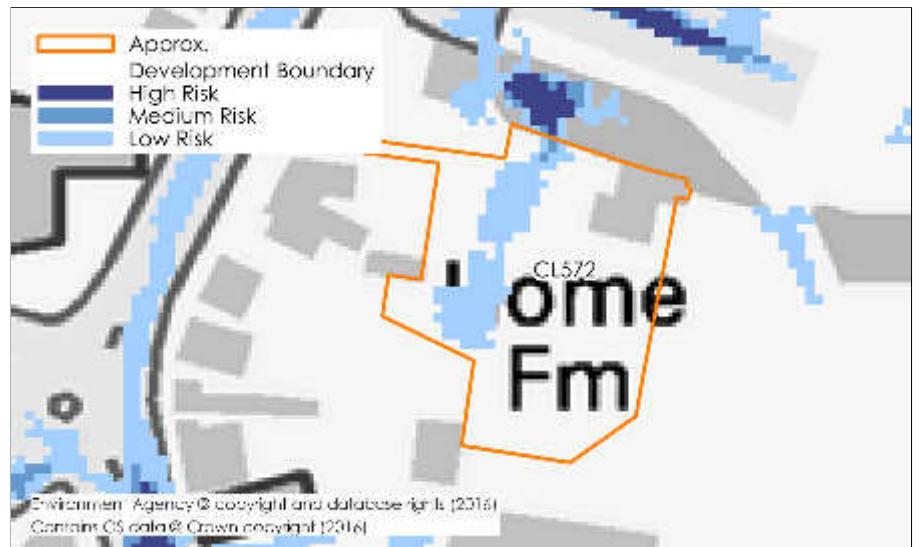 Approx.
Development Boundary
High Risk
Medium Risk
Low Risk
CL572
ome
Fm
Environment Agency © copyright and database rights (2016)
Contains OS data © Crown copyright (2016)